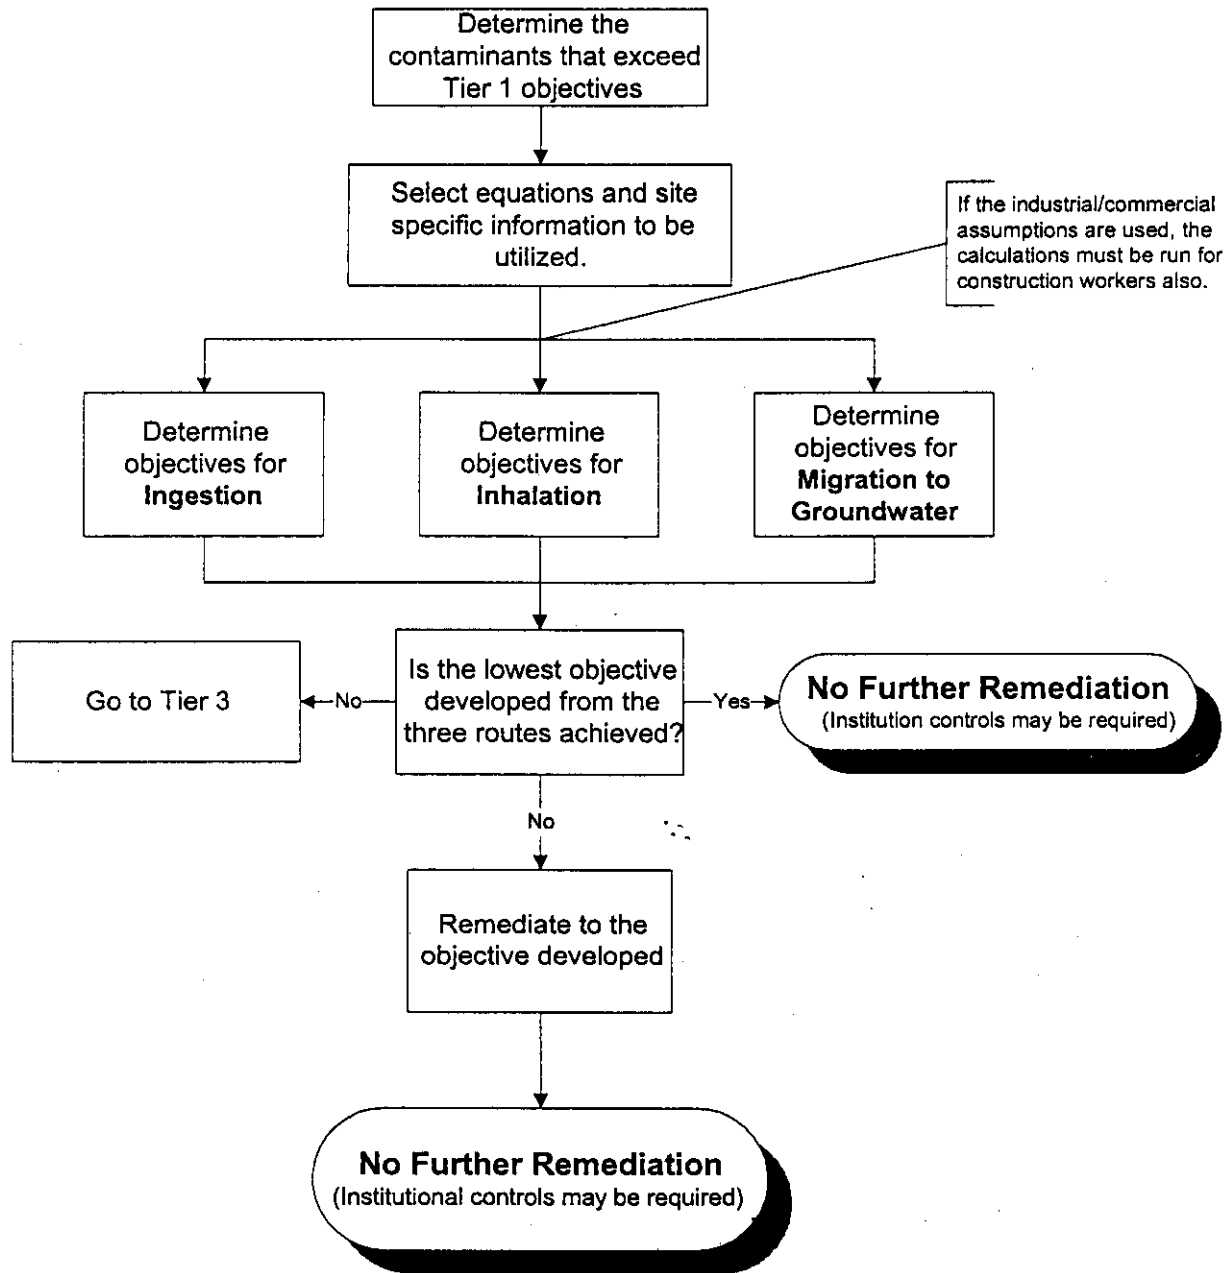 Determine the
contaminants that exceed
Tier 1 objectives
Select equations and site
specific information to be
utilized.
If the industrial/commercial
assumptions are used, the
calculations must be run for
construction workers also.
Determine
objectives for
Ingestion
Determine
objectives for
Inhalation
Determine
objectives for
Migration to
Groundwater
Go to Tier 3
No
Is the lowest objective
developed from the
three routes achieved?
Yes
No Further Remediation
(Institution controls may be required)
No
Remediate to the
objective developed
No Further Remediation
(Institutional controls may be required)